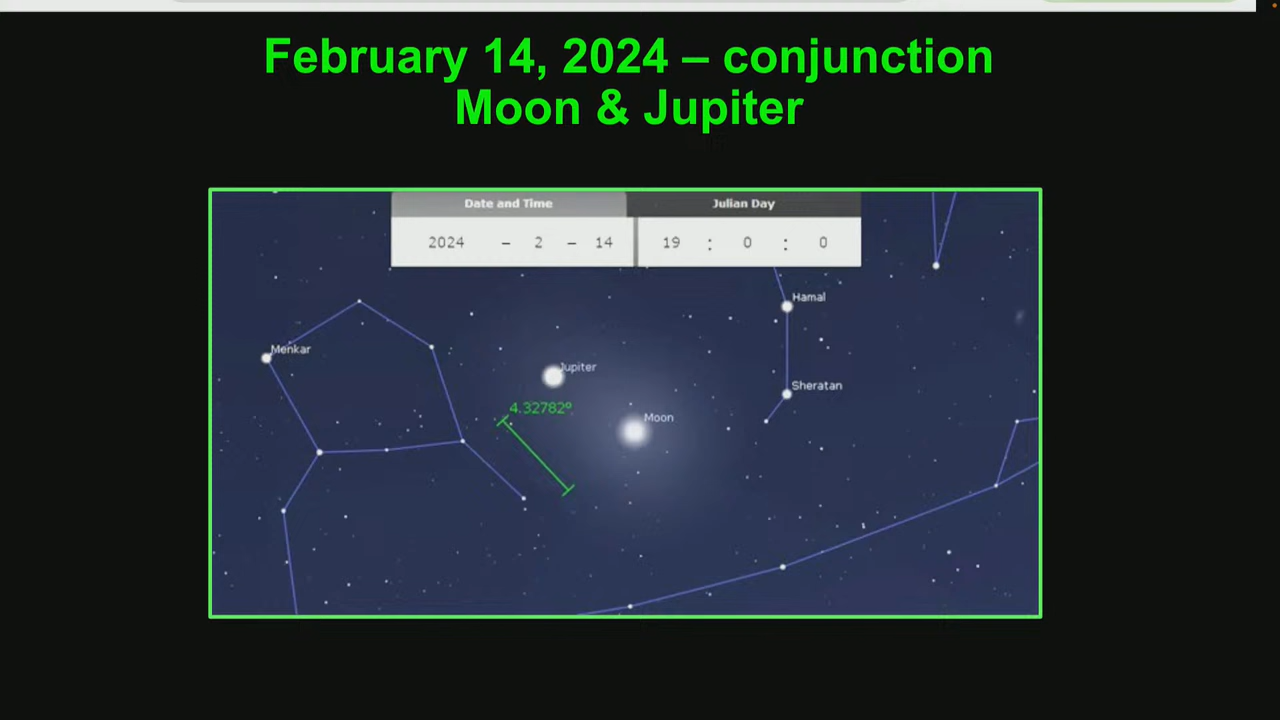 February 14, 2024 – conjunction
Moon & Jupiter
Date and Time
Julian Day
2024 – 2 – 14
19 : 0 : 0
Hamal
Menkar
Jupiter
Sheratan
4.32782º
Moon